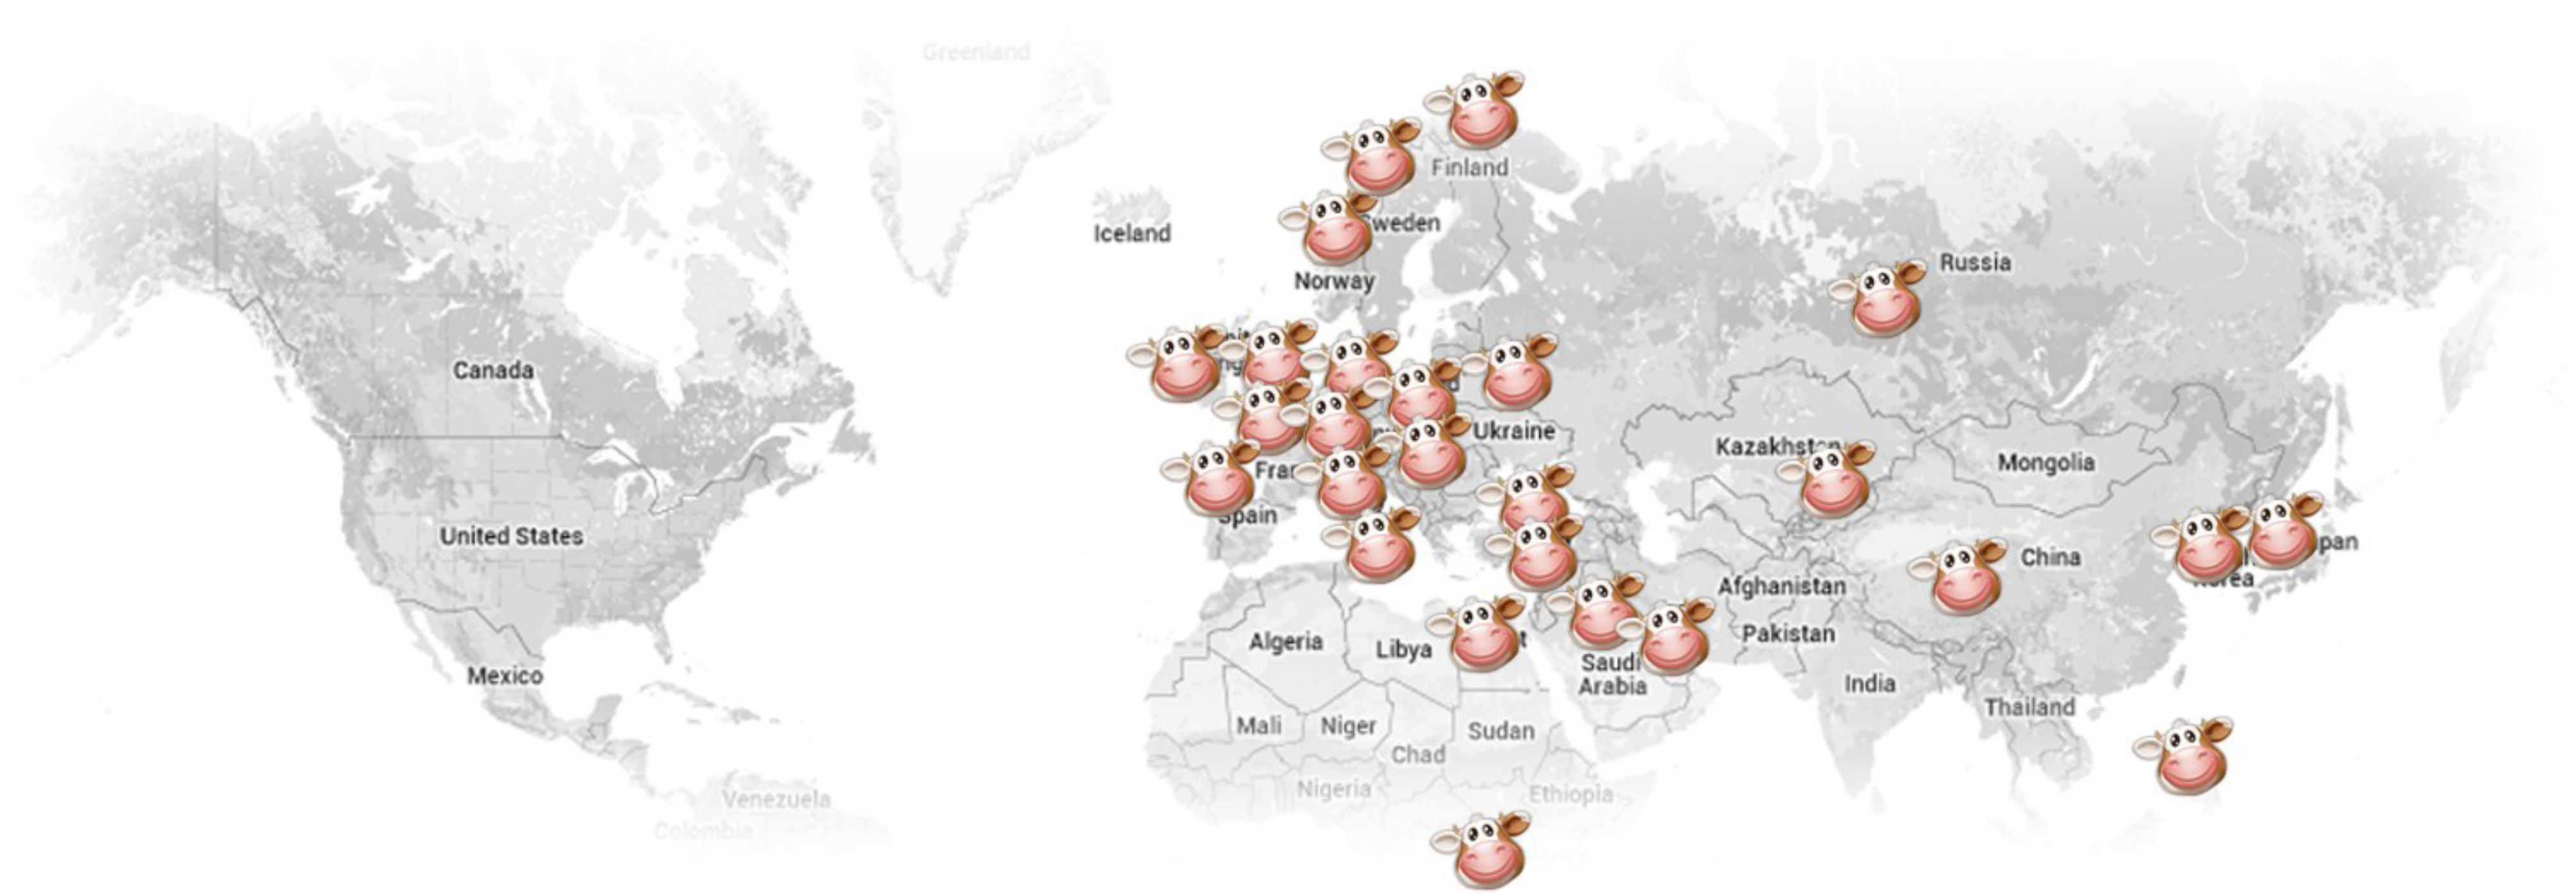 Greenland
Finland
Sweden
Iceland
Russia
Norway
Canada
Ukraine
Kazakhstan
Mongolia
Spain
United States
China
Afghanistan
Algeria
Libya
Pakistan
Saudi
Arabia
Mexico
India
Thailand
Mali
Niger
Sudan
Chad
Nigeria
Ethiopia
Venezuela
Colombia